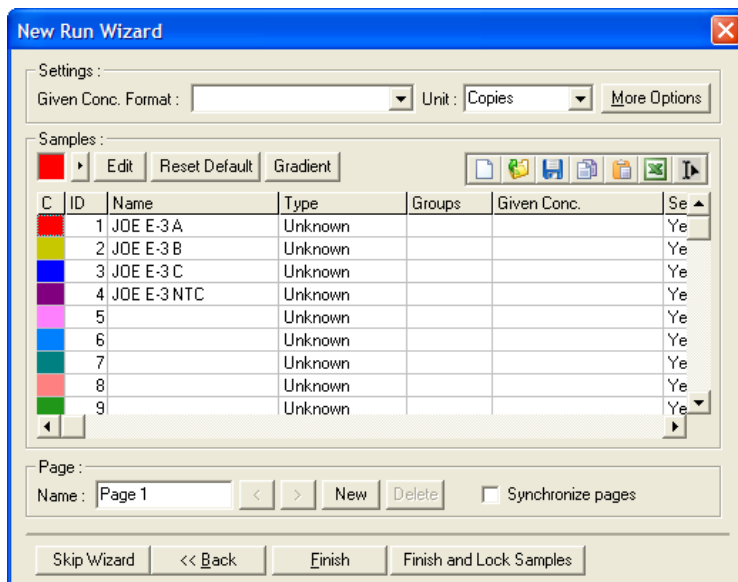 New Run Wizard
Settings :
Given Conc. Format : Unit : Copies More Options
Samples :
Edit Reset Default Gradient
C ID Name Type Groups Given Conc. Se
1 JOE E-3 A Unknown Ye
2 JOE E-3 B Unknown Ye
3 JOE E-3 C Unknown Ye
4 JOE E-3 NTC Unknown Ye
5 Unknown Ye
6 Unknown Ye
7 Unknown Ye
8 Unknown Ye
9 Unknown Ye
Page :
Name : Page 1 < > New Delete Synchronize pages
Skip Wizard << Back Finish Finish and Lock Samples